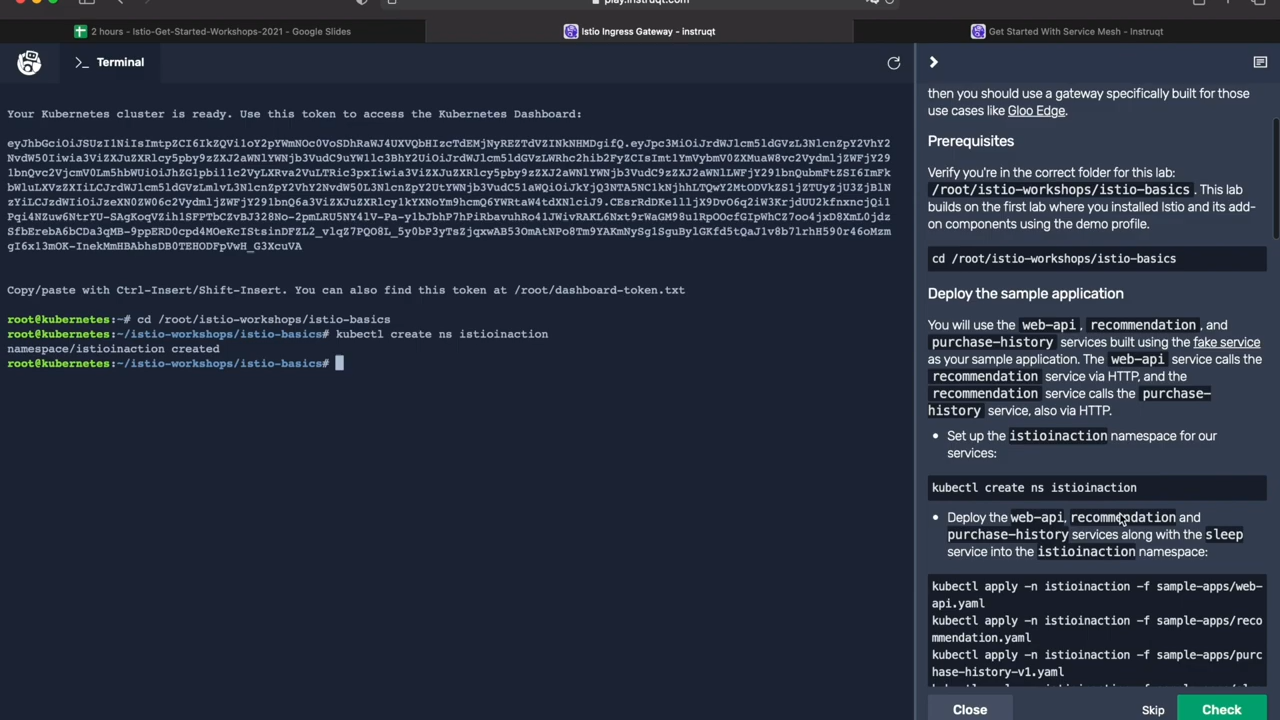 play.instruqt.com
2 hours - Istio-Get-Started-Workshops-2021 - Google Slides
Istio Ingress Gateway - instruqt
Get Started With Service Mesh - Instruqt
>_ Terminal
Your Kubernetes cluster is ready. Use this token to access the Kubernetes Dashboard:
Copy/paste with Ctrl-Insert/Shift-Insert. You can also find this token at /root/dashboard-token.txt
root@kubernetes:~# cd /root/istio-workshops/istio-basics
root@kubernetes:~/istio-workshops/istio-basics# kubectl create ns istioinaction
namespace/istioinaction created
root@kubernetes:~/istio-workshops/istio-basics#
then you should use a gateway specifically built for those
use cases like Gloo Edge.
Prerequisites
Verify you're in the correct folder for this lab:
/root/istio-workshops/istio-basics . This lab
builds on the first lab where you installed Istio and its add-
on components using the demo profile.
cd /root/istio-workshops/istio-basics
Deploy the sample application
You will use the web-api , recommendation , and
purchase-history services built using the fake service
as your sample application. The web-api service calls the
recommendation service via HTTP, and the
recommendation service calls the purchase-
history service, also via HTTP.
• Set up the istioinaction namespace for our
services:
kubectl create ns istioinaction
• Deploy the web-api, recommendation and
purchase-history services along with the sleep
service into the istioinaction namespace:
kubectl apply -n istioinaction -f sample-apps/web-
api.yaml
kubectl apply -n istioinaction -f sample-apps/reco
mmendation.yaml
kubectl apply -n istioinaction -f sample-apps/purc
hase-history-v1.yaml
Close
Skip
Check